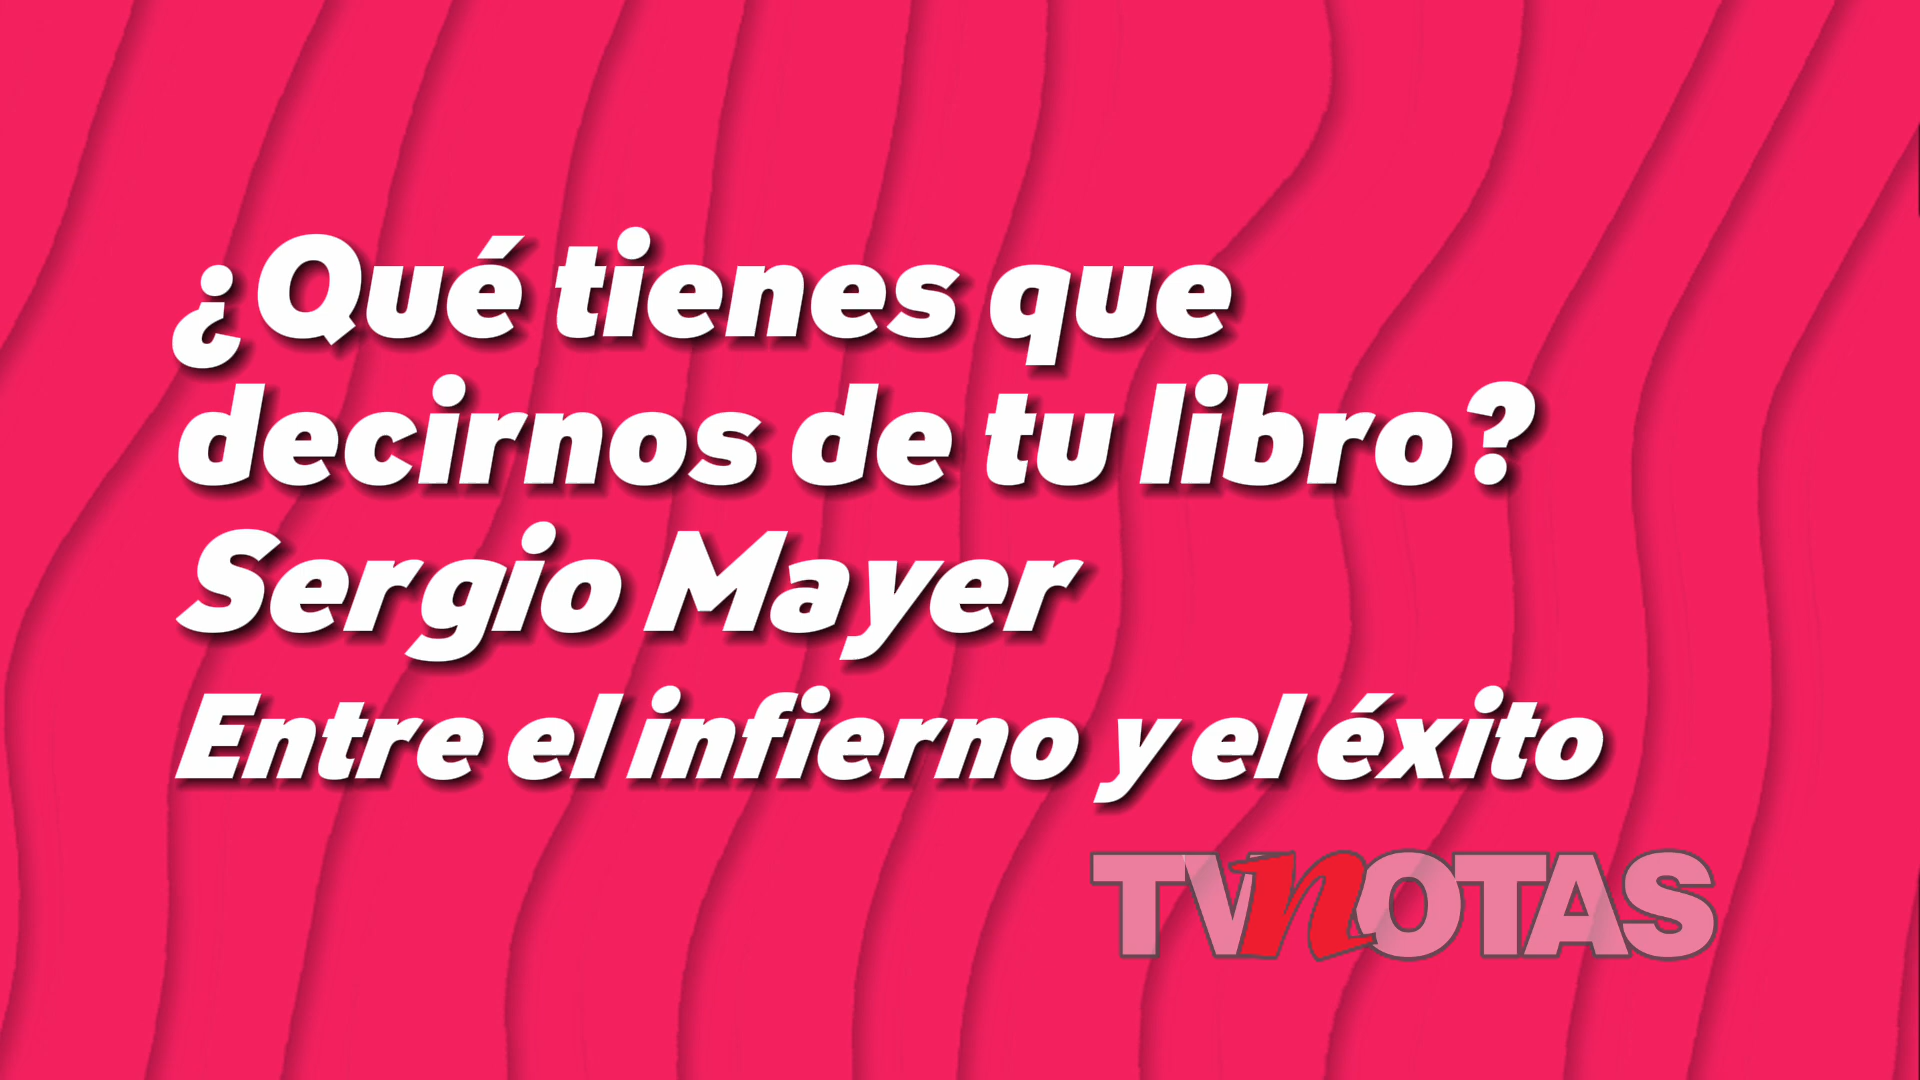 ¿Qué tienes que
decirnos de tu libro?
Sergio Mayer
Entre el infierno y el éxito
TVnOTAS